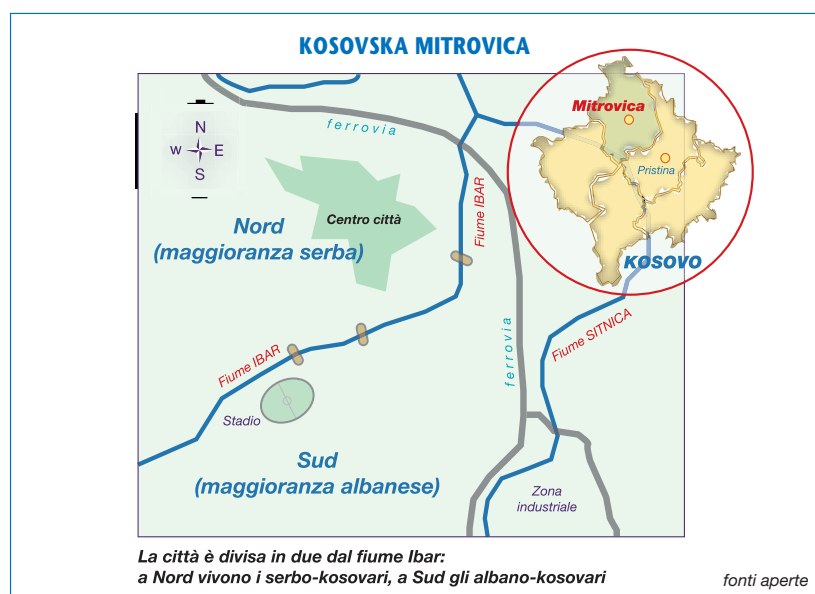 KOSOVSKA MITROVICA
N
W E
S
ferrovia
Mitrovica
Pristina
KOSOVO
Centro città
Nord
(maggioranza serba)
Fiume IBAR
Fiume IBAR
ferrovia
Fiume SITNICA
Stadio
Sud
(maggioranza albanese)
Zona
industriale
La città è divisa in due dal fiume Ibar:
a Nord vivono i serbo-kosovari, a Sud gli albano-kosovari
fonti aperte